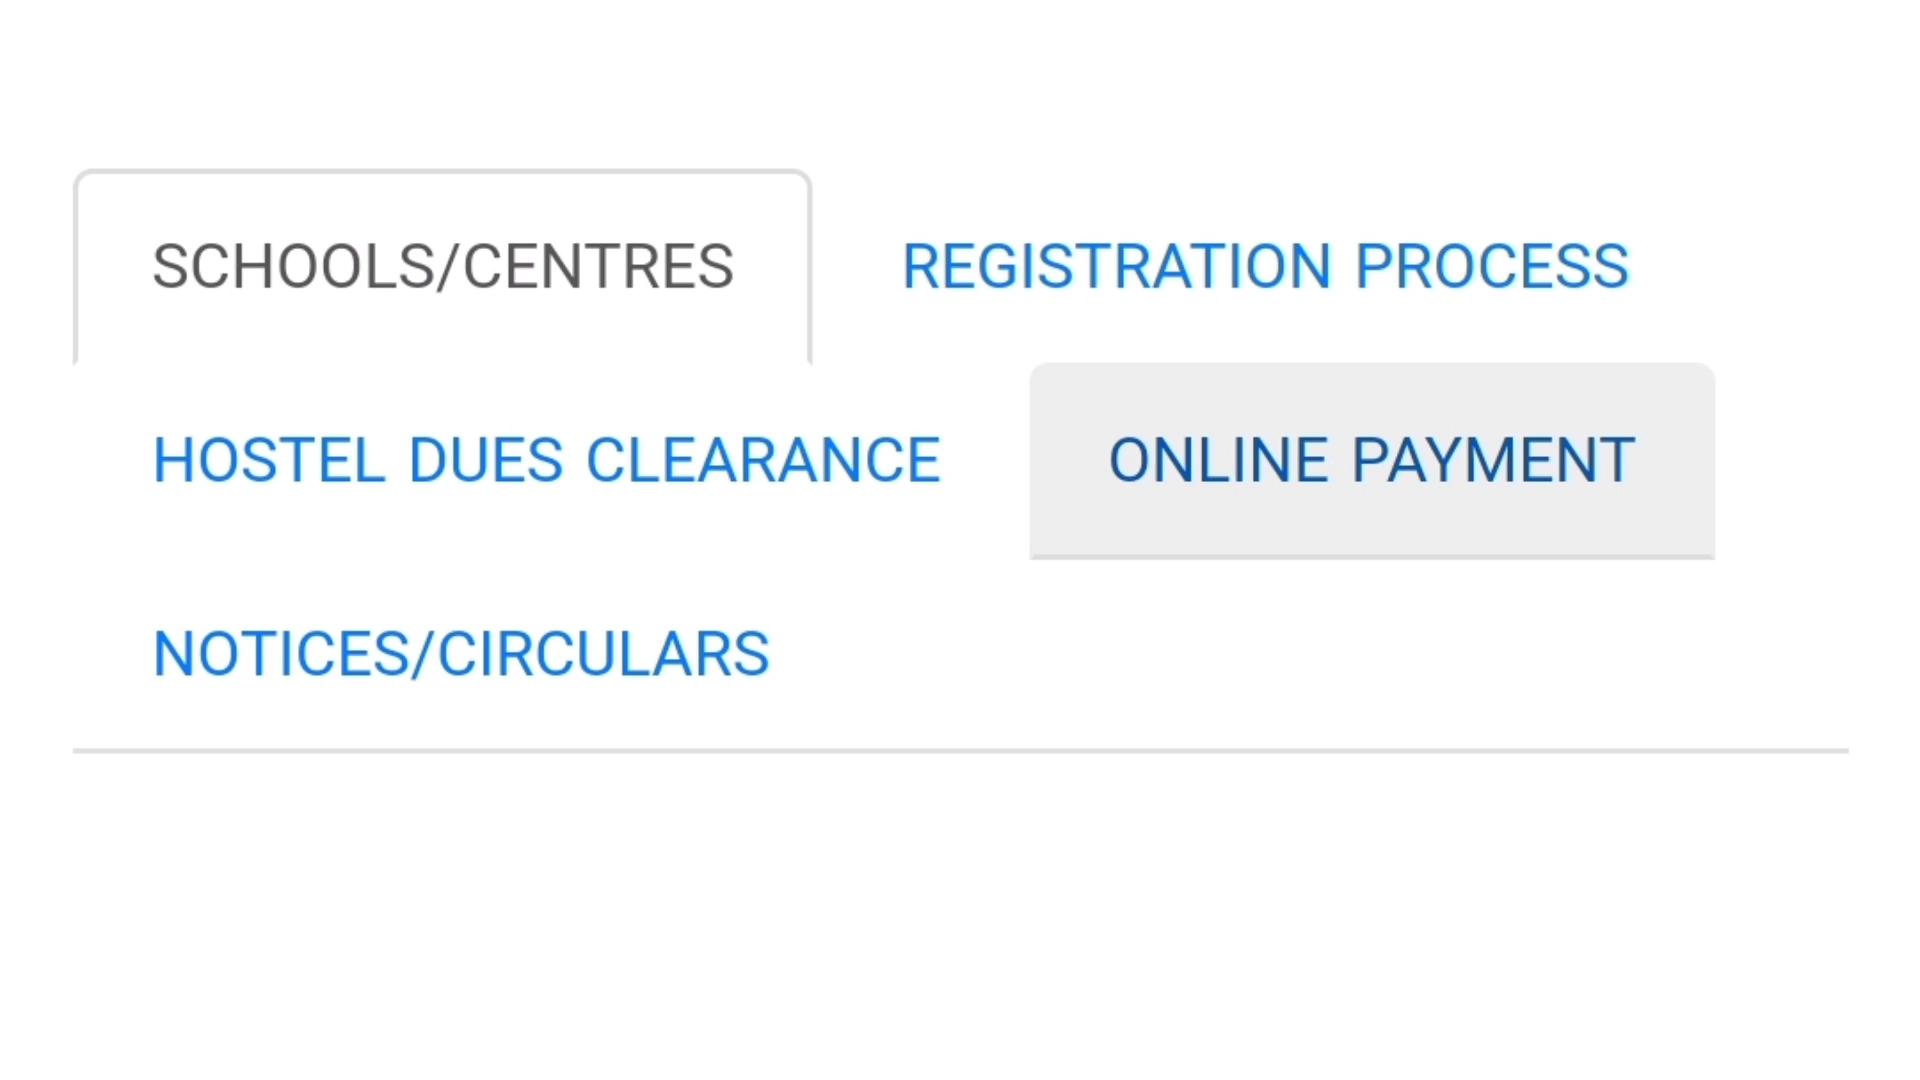 SCHOOLS/CENTRES REGISTRATION PROCESS
HOSTEL DUES CLEARANCE ONLINE PAYMENT
NOTICES/CIRCULARS